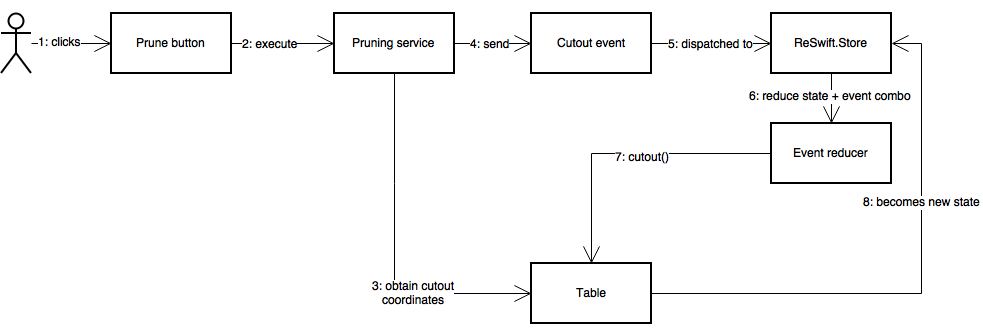 1: clicks
Prune button
2: execute
Pruning service
4: send
Cutout event
5: dispatched to
ReSwift.Store
6: reduce state + event combo
Event reducer
7: cutout()
8: becomes new state
3: obtain cutout
coordinates
Table